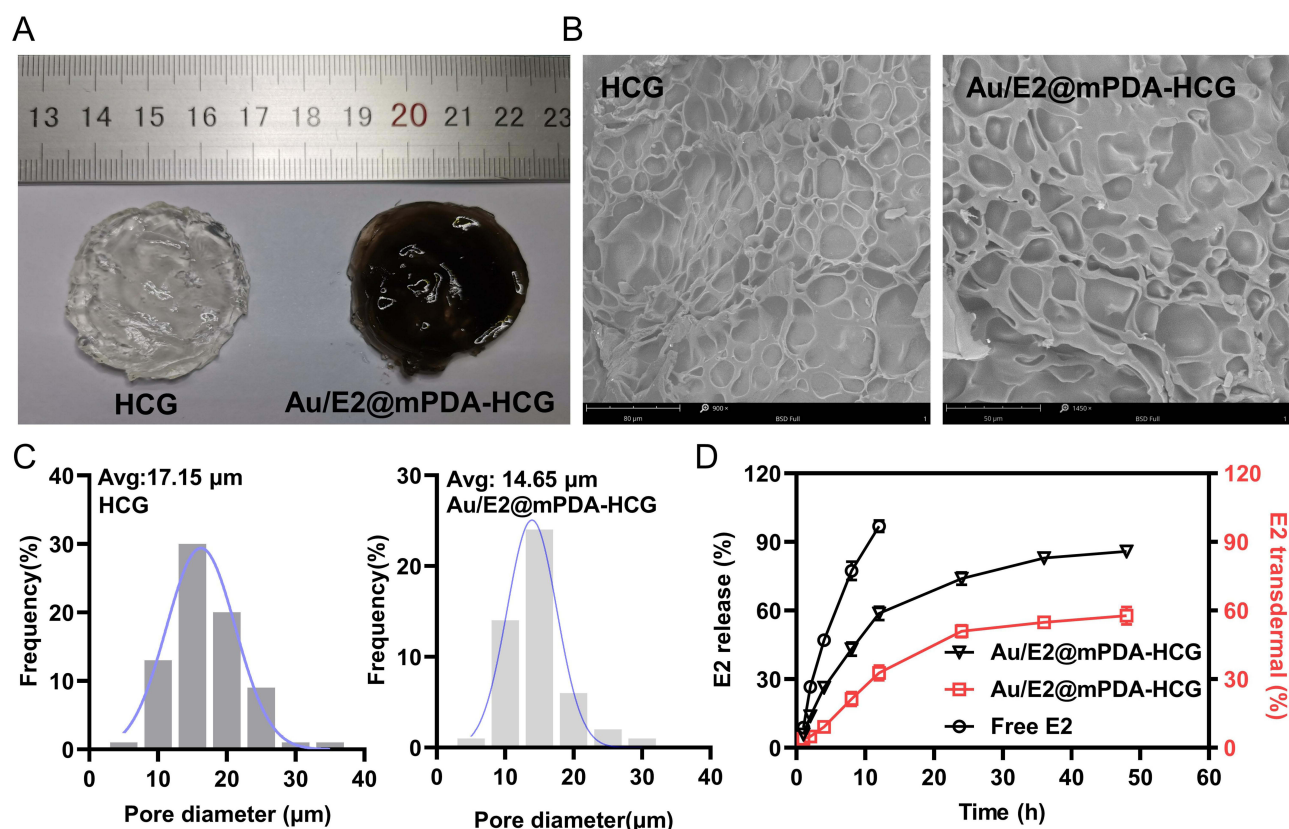 A
13 14 15 16 17 18 19 20 21 22 23
HCG
Au/E2@mPDA-HCG
B
HCG
80 μm
900 ×
BSD Full
1
Au/E2@mPDA-HCG
50 μm
1450 ×
BSD Full
1
C
Avg:17.15 μm
HCG
Frequency(%)
40
30
20
10
0
0 10 20 30 40
Pore diameter (μm)
Avg: 14.65 μm
Au/E2@mPDA-HCG
Frequency(%)
30
20
10
0
0 10 20 30 40
Pore diameter(μm)
D
E2 release (%)
120
90
60
30
0
Au/E2@mPDA-HCG
Au/E2@mPDA-HCG
Free E2
0 10 20 30 40 50 60
Time (h)
120
90
60
30
0
E2 transdermal (%)